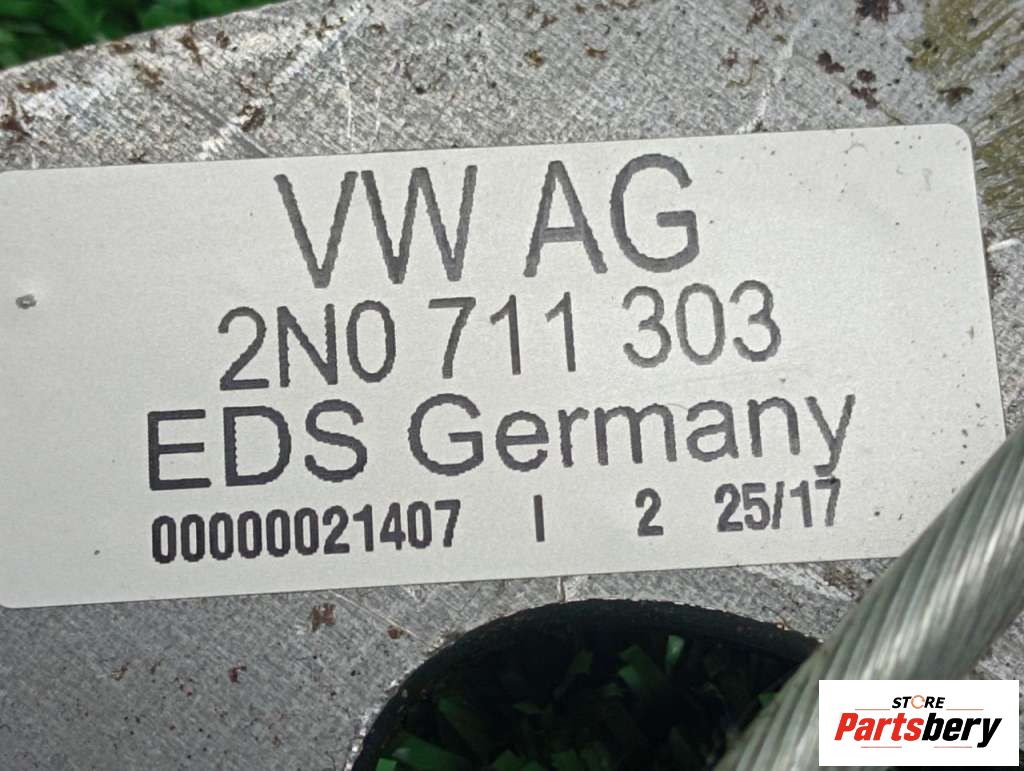 VW AG
2N0 711 303
EDS Germany
00000021407 I 2 25/17
STORE
Partsbery